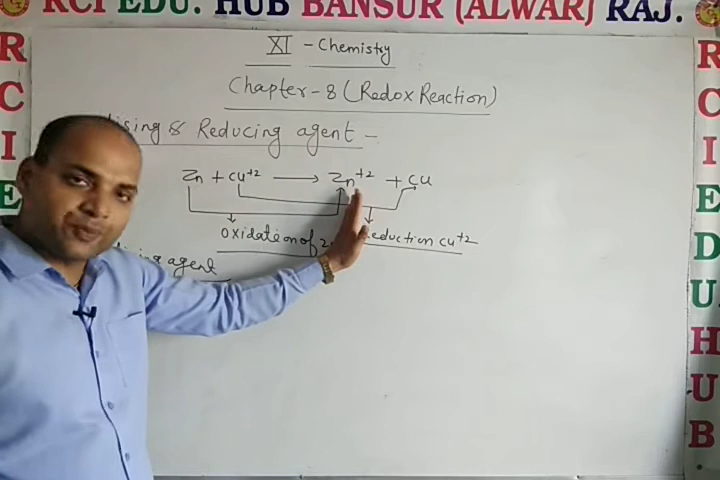 RCI EDU. HUB BANSUR (ALWAR) RAJ.
XI - Chemistry
Chapter-8 (Redox Reaction)
ising & Reducing agent -
Zn + Cu+2 ⟶ Zn+2 + Cu
Oxidation of Reduction Cu+2
ising agent
R
C
I
E
R
C
I
E
D
U
H
U
B